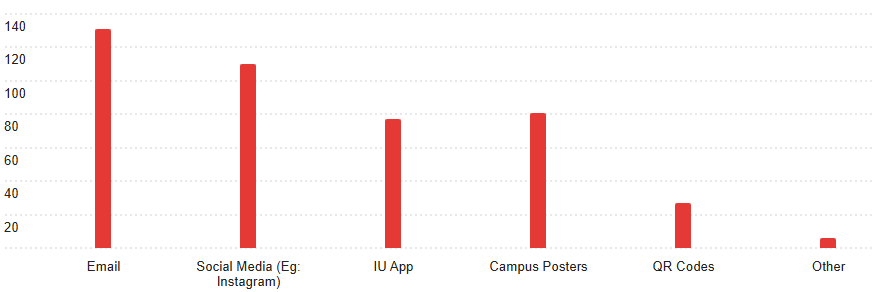 140
120
100
80
60
40
20
Email
Social Media (Eg:
Instagram)
IU App
Campus Posters
QR Codes
Other